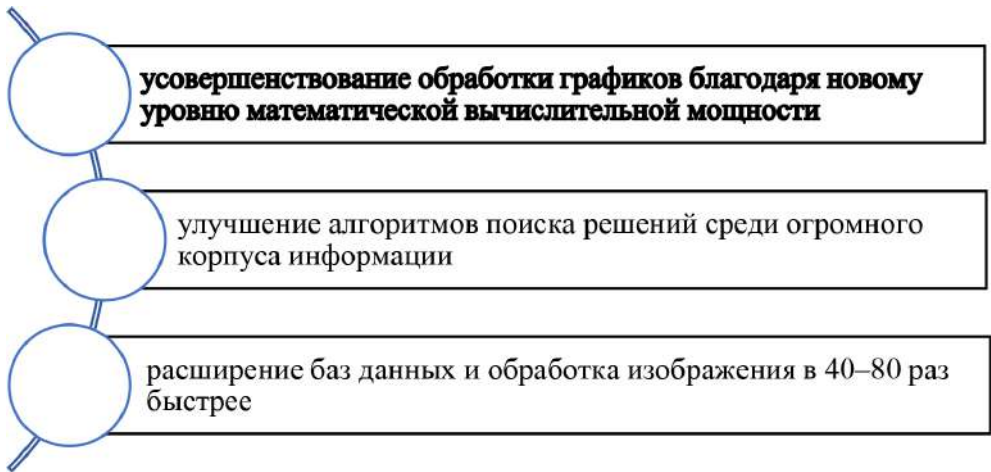 усовершенствование обработки графиков благодаря новому
уровню математической вычислительной мощности
улучшение алгоритмов поиска решений среди огромного
корпуса информации
расширение баз данных и обработка изображения в 40–80 раз
быстрее